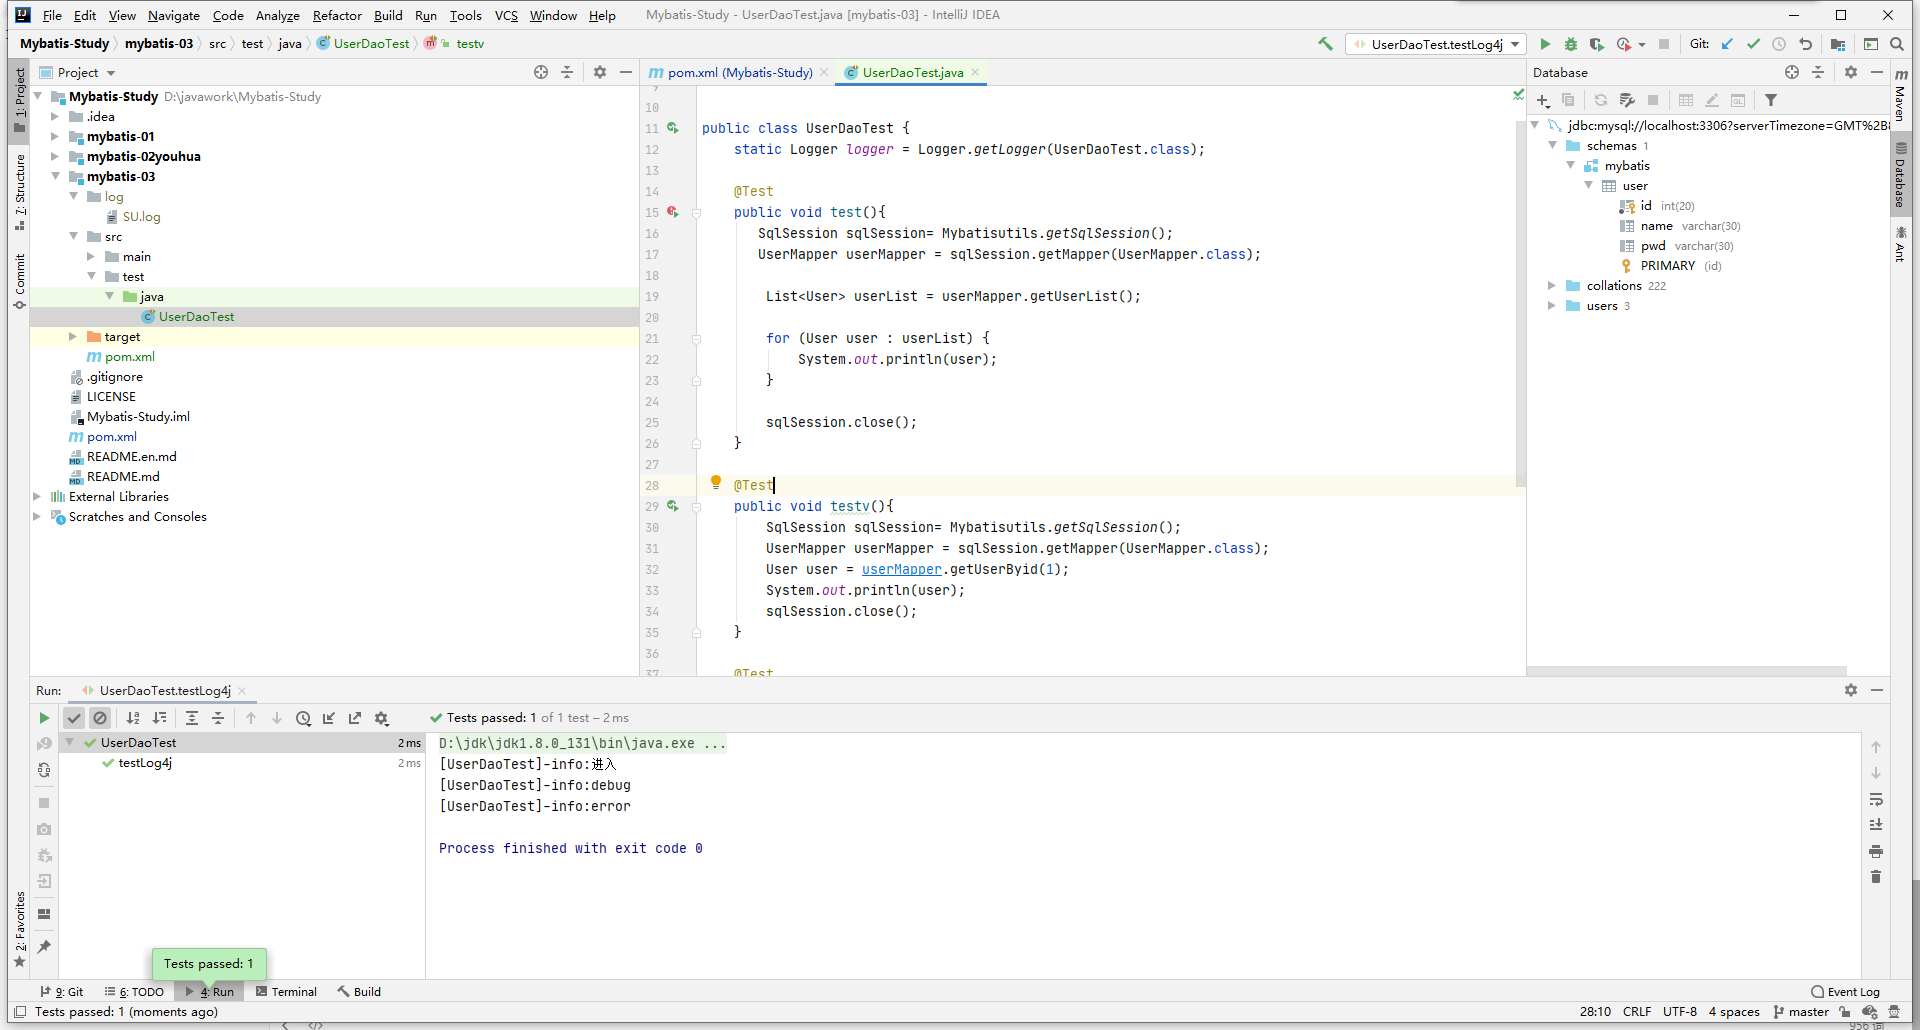 File Edit View Navigate Code Analyze Refactor Build Run Tools VCS Window Help Mybatis-Study - UserDaoTest.java [mybatis-03] - IntelliJ IDEA
Mybatis-Study mybatis-03 src test java UserDaoTest testv UserDaoTest.testLog4j Git:
1: Project
7: Structure
Commit
2: Favorites
Project
Mybatis-Study D:\javawork\Mybatis-Study
.idea
mybatis-01
mybatis-02youhua
mybatis-03
log
SU.log
src
main
test
java
UserDaoTest
target
pom.xml
.gitignore
LICENSE
Mybatis-Study.iml
pom.xml
README.en.md
README.md
External Libraries
Scratches and Consoles
pom.xml (Mybatis-Study) UserDaoTest.java
9
10
11 public class UserDaoTest {
12 static Logger logger = Logger.getLogger(UserDaoTest.class);
13
14 @Test
15 public void test(){
16 SqlSession sqlSession= Mybatisutils.getSqlSession();
17 UserMapper userMapper = sqlSession.getMapper(UserMapper.class);
18
19 List<User> userList = userMapper.getUserList();
20
21 for (User user : userList) {
22 System.out.println(user);
23 }
24
25 sqlSession.close();
26 }
27
28 @Test
29 public void testv(){
30 SqlSession sqlSession= Mybatisutils.getSqlSession();
31 UserMapper userMapper = sqlSession.getMapper(UserMapper.class);
32 User user = userMapper.getUserByid(1);
33 System.out.println(user);
34 sqlSession.close();
35 }
36
37 @Test
Database
jdbc:mysql://localhost:3306?serverTimezone=GMT%2B8
schemas 1
mybatis
user
id int(20)
name varchar(30)
pwd varchar(30)
PRIMARY (id)
collations 222
users 3
Maven
Database
Ant
Run: UserDaoTest.testLog4j
Tests passed: 1 of 1 test – 2 ms
UserDaoTest 2 ms
testLog4j 2 ms
D:\jdk\jdk1.8.0_131\bin\java.exe ...
[UserDaoTest]-info:进入
[UserDaoTest]-info:debug
[UserDaoTest]-info:error
Process finished with exit code 0
Tests passed: 1
9: Git 6: TODO 4: Run Terminal Build Event Log
Tests passed: 1 (moments ago) 28:10 CRLF UTF-8 4 spaces master